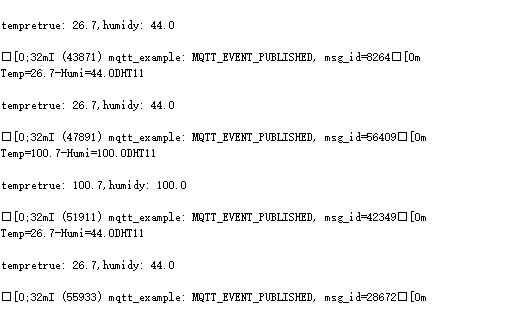 tempretrue: 26.7,humidy: 44.0
□[0;32mI (43871) mqtt_example: MQTT_EVENT_PUBLISHED, msg_id=8264□[0m
Temp=26.7-Humi=44.0DHT11
tempretrue: 26.7,humidy: 44.0
□[0;32mI (47891) mqtt_example: MQTT_EVENT_PUBLISHED, msg_id=56409□[0m
Temp=100.7-Humi=100.0DHT11
tempretrue: 100.7,humidy: 100.0
□[0;32mI (51911) mqtt_example: MQTT_EVENT_PUBLISHED, msg_id=42349□[0m
Temp=26.7-Humi=44.0DHT11
tempretrue: 26.7,humidy: 44.0
□[0;32mI (55933) mqtt_example: MQTT_EVENT_PUBLISHED, msg_id=28672□[0m